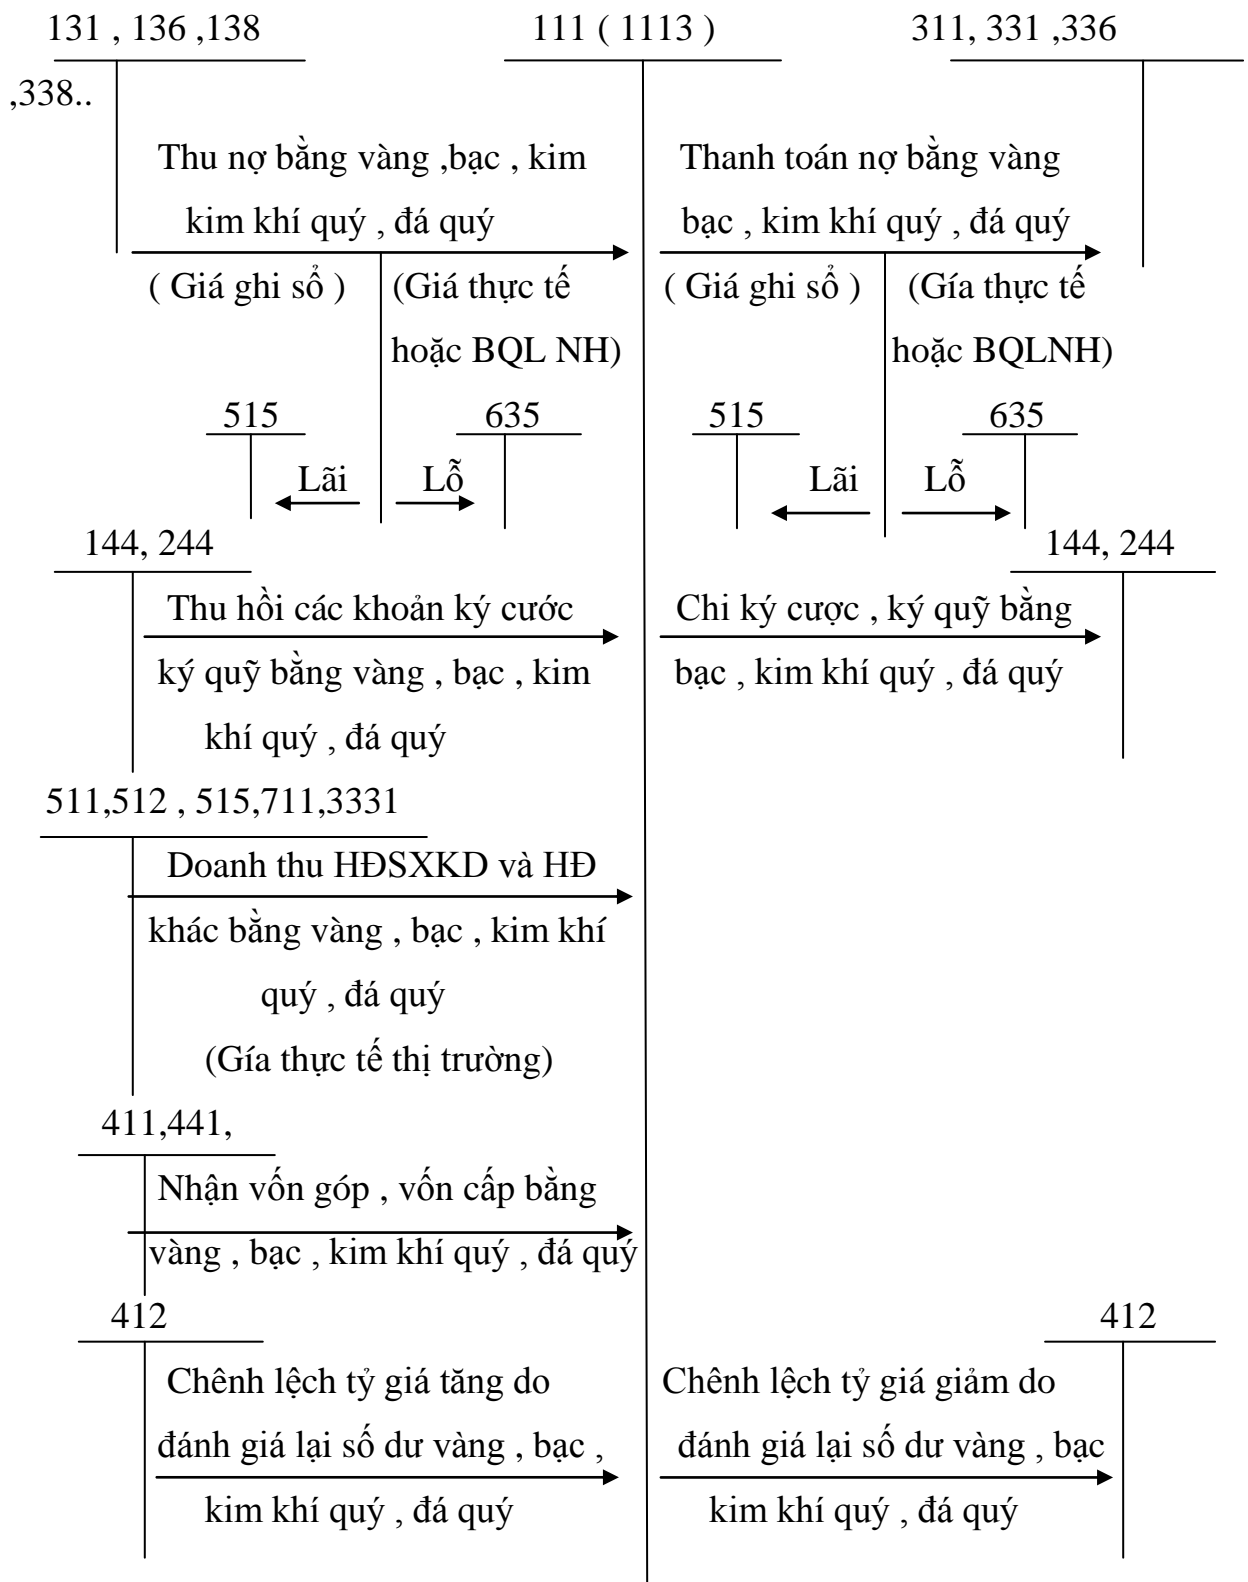 131 , 136 ,138
111 ( 1113 )
311, 331 ,336
,338..
Thu nợ bằng vàng ,bạc , kim
kim khí quý , đá quý
Thanh toán nợ bằng vàng
bạc , kim khí quý , đá quý
( Giá ghi sổ )
(Giá thực tế
hoặc BQL NH)
( Giá ghi sổ )
(Gía thực tế
hoặc BQLNH)
515
635
515
635
Lãi
Lỗ
Lãi
Lỗ
144, 244
144, 244
Thu hồi các khoản ký cước
ký quỹ bằng vàng , bạc , kim
khí quý , đá quý
Chi ký cược , ký quỹ bằng
bạc , kim khí quý , đá quý
511,512 , 515,711,3331
Doanh thu HĐSXKD và HĐ
khác bằng vàng , bạc , kim khí
quý , đá quý
(Gía thực tế thị trường)
411,441,
Nhận vốn góp , vốn cấp bằng
vàng , bạc , kim khí quý , đá quý
412
412
Chênh lệch tỷ giá tăng do
đánh giá lại số dư vàng , bạc ,
kim khí quý , đá quý
Chênh lệch tỷ giá giảm do
đánh giá lại số dư vàng , bạc
kim khí quý , đá quý